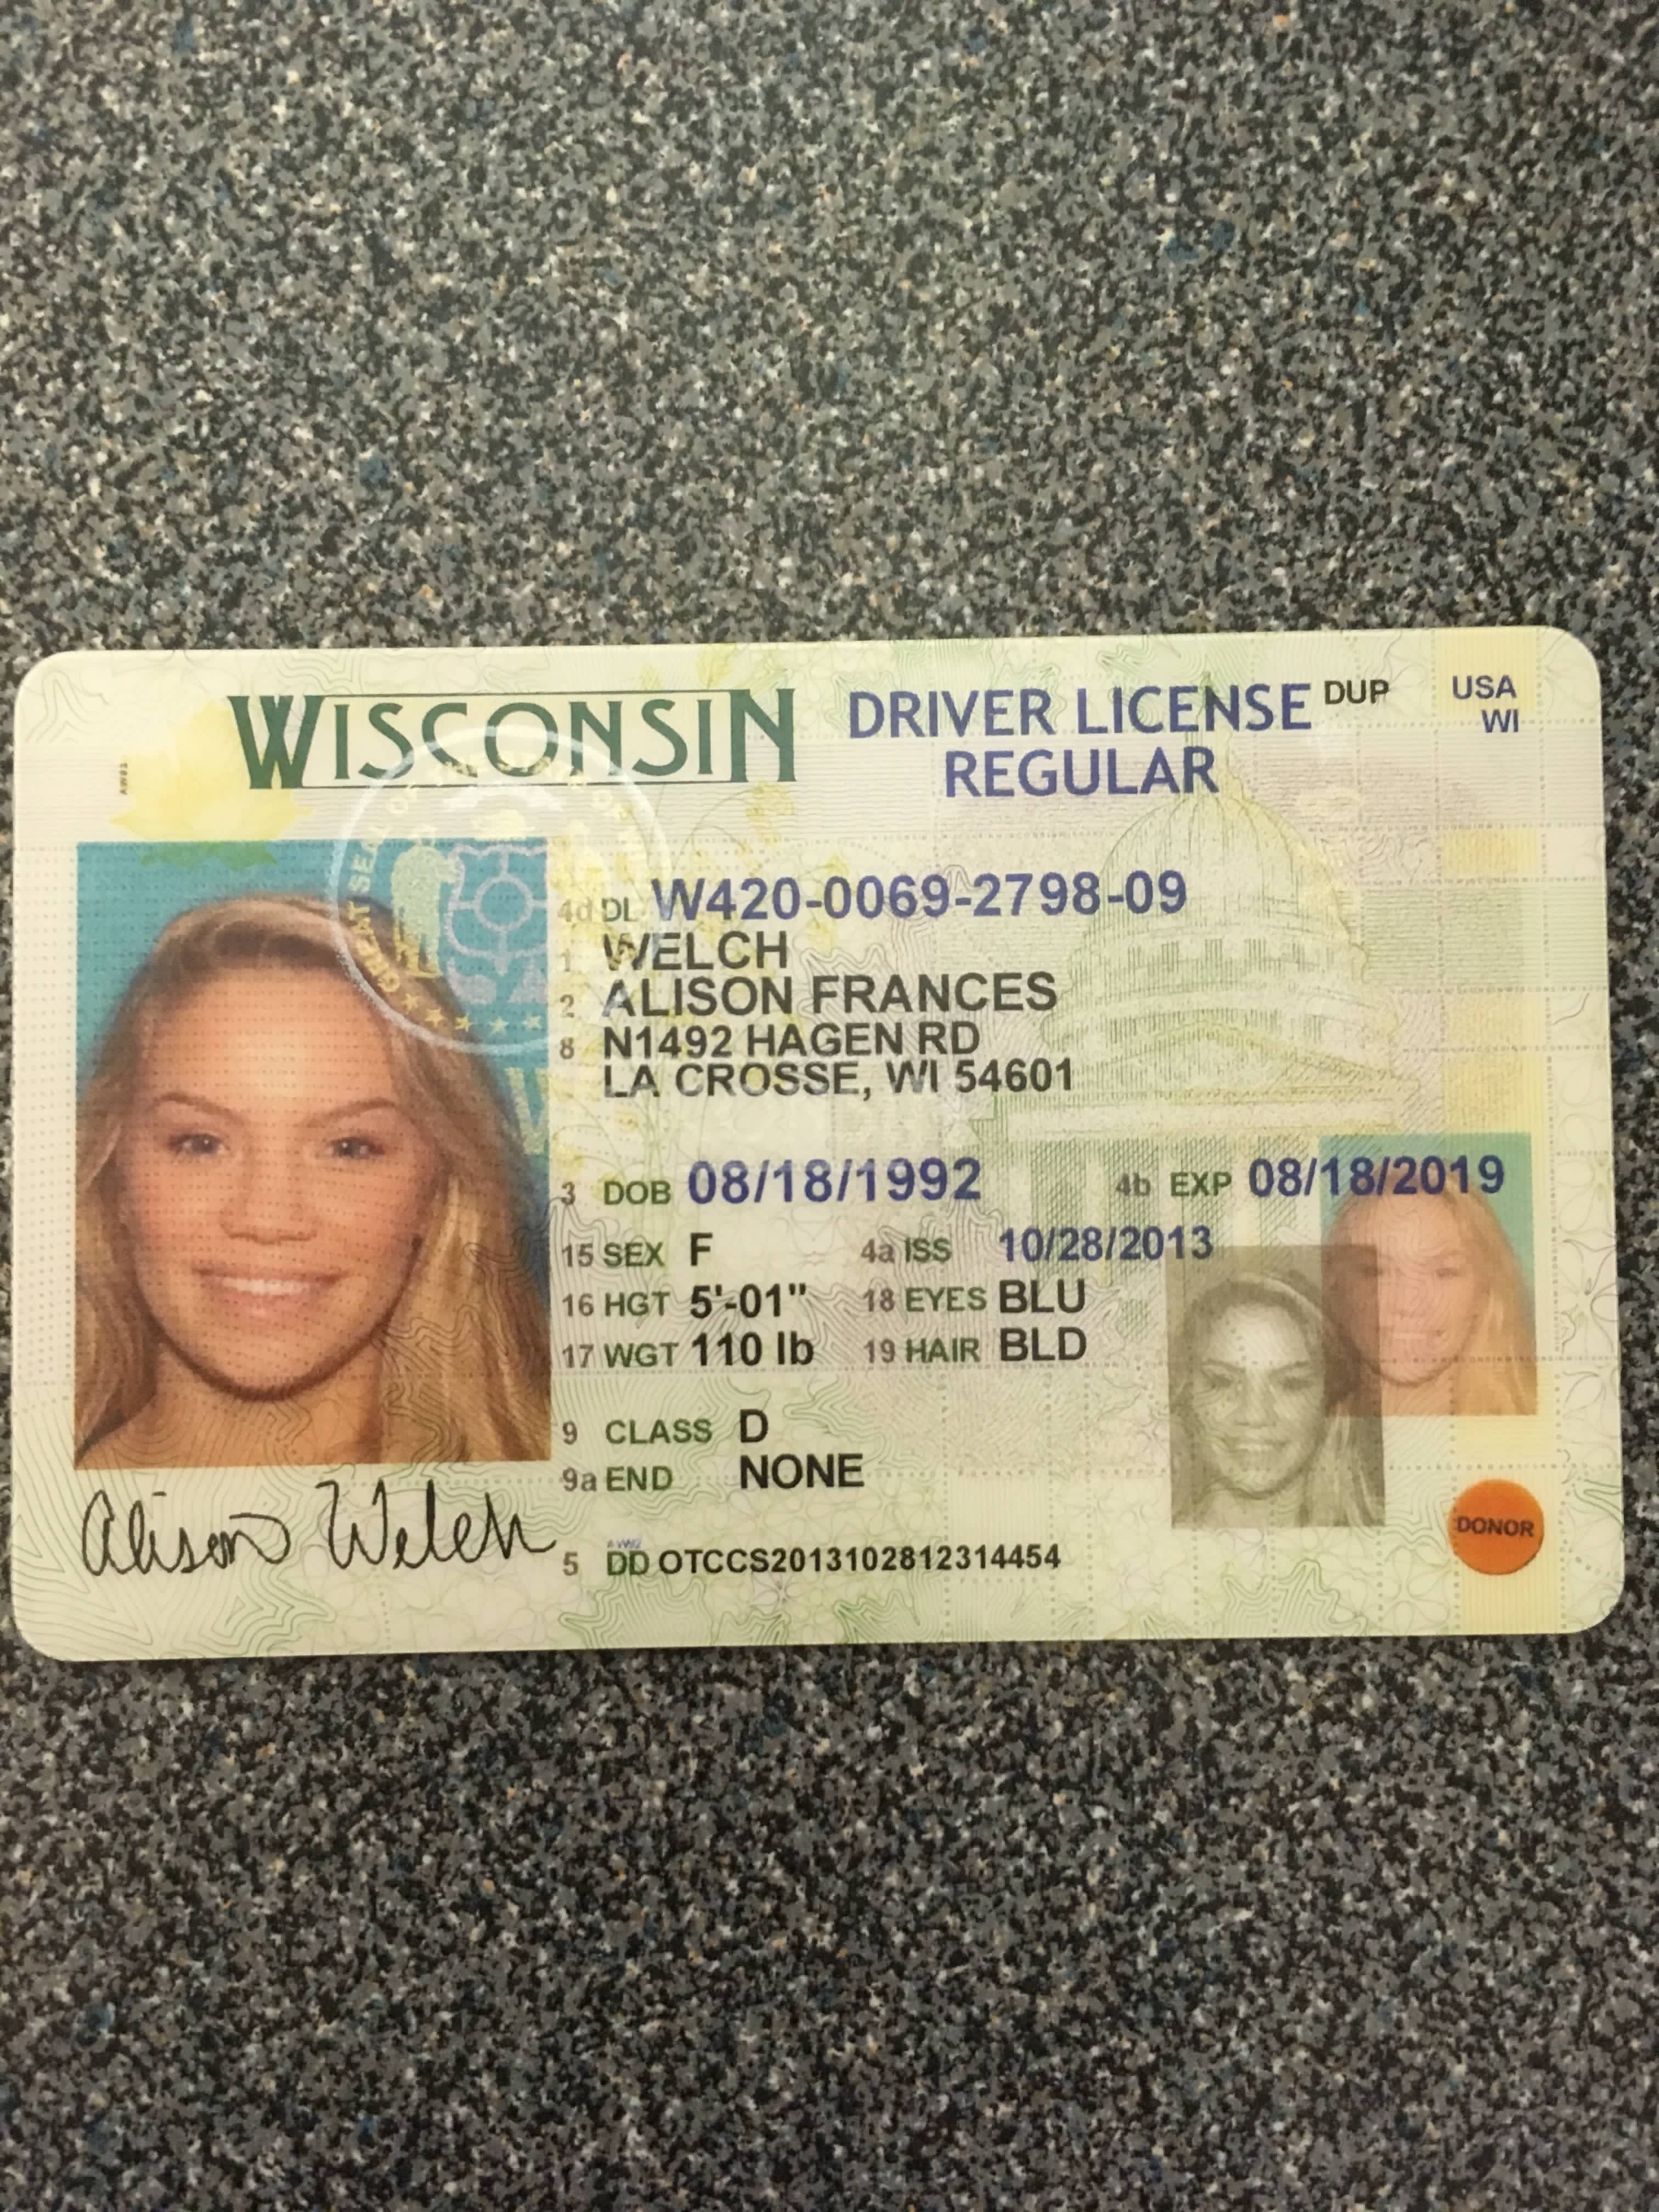 WISCONSIN DRIVER LICENSE DUP USA
REGULAR WI
4d DL W420-0069-2798-09
1 WELCH
2 ALISON FRANCES
8 N1492 HAGEN RD
LA CROSSE, WI 54601
3 DOB 08/18/1992 4b EXP 08/18/2019
15 SEX F 4a ISS 10/28/2013
16 HGT 5'-01" 18 EYES BLU
17 WGT 110 lb 19 HAIR BLD
9 CLASS D
9a END NONE
Alison Welch
5 DD OTCCS2013102812314454
DONOR